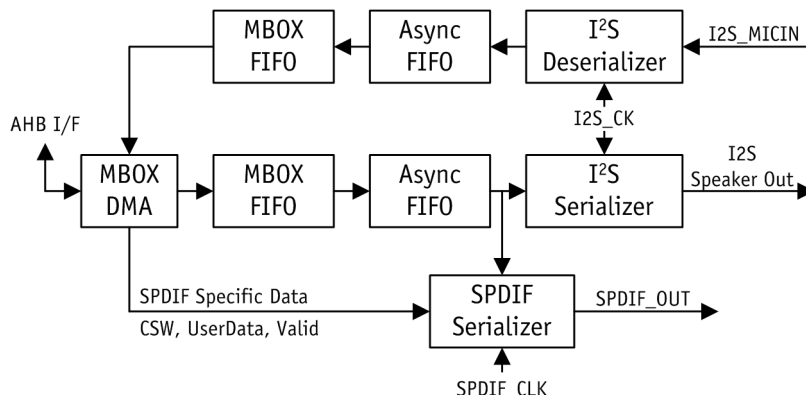 MBOX
FIFO
Async
FIFO
I²S
Deserializer
I2S_MICIN
I2S_CK
AHB I/F
MBOX
DMA
MBOX
FIFO
Async
FIFO
I²S
Serializer
I2S
Speaker Out
SPDIF Specific Data
CSW, UserData, Valid
SPDIF
Serializer
SPDIF_OUT
SPDIF_CLK